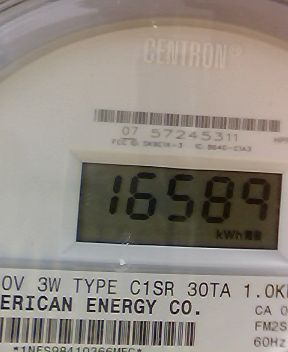 CENTRON®
07 57245311
16589
kWh
0V 3W TYPE C1SR 30TA 1.0K
ERICAN ENERGY CO.
CA 0
FM2S
60Hz